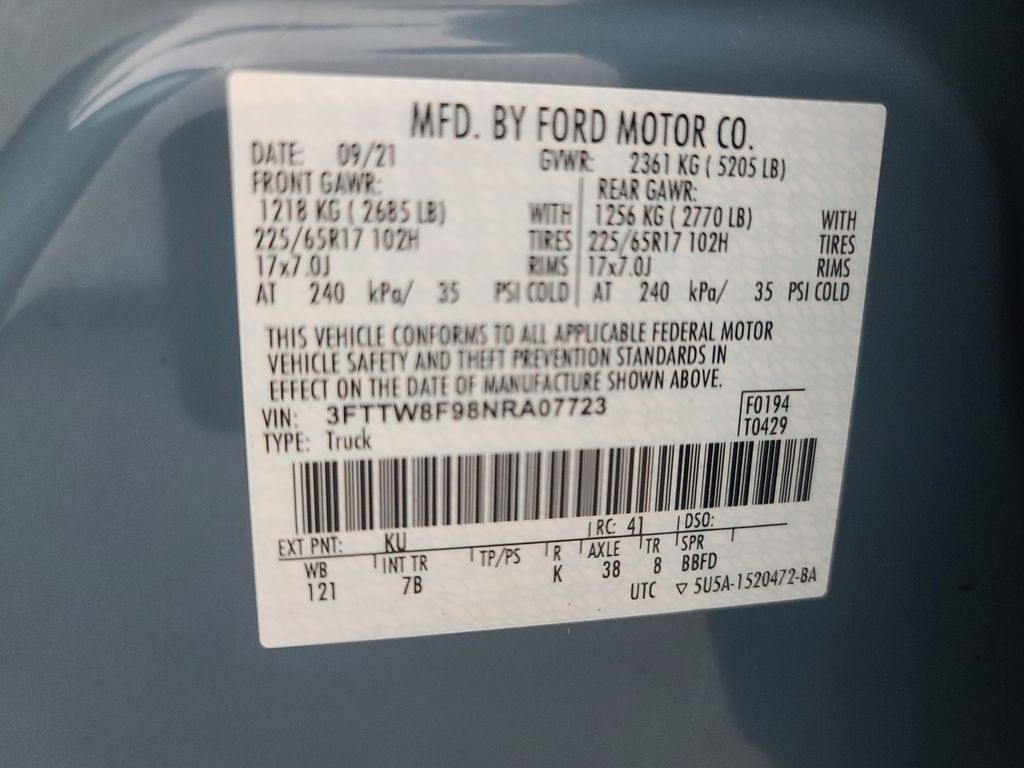 MFD. BY FORD MOTOR CO.
DATE: 09/21 GVWR: 2361 KG ( 5205 LB)
FRONT GAWR: REAR GAWR:
1218 KG ( 2685 LB) WITH 1256 KG ( 2770 LB) WITH
225/65R17 102H TIRES 225/65R17 102H TIRES
17x7.0J RIMS 17x7.0J RIMS
AT 240 kPa/ 35 PSI COLD AT 240 kPa/ 35 PSI COLD
THIS VEHICLE CONFORMS TO ALL APPLICABLE FEDERAL MOTOR
VEHICLE SAFETY AND THEFT PREVENTION STANDARDS IN
EFFECT ON THE DATE OF MANUFACTURE SHOWN ABOVE.
VIN: 3FTTW8F98NRA07723 F0194
TYPE: Truck T0429
EXT PNT: KU RC: 41 DSO:
WB INT TR TP/PS R AXLE TR SPR
121 7B K 38 8 BBFD
UTC ▽ 5U5A-1520472-BA